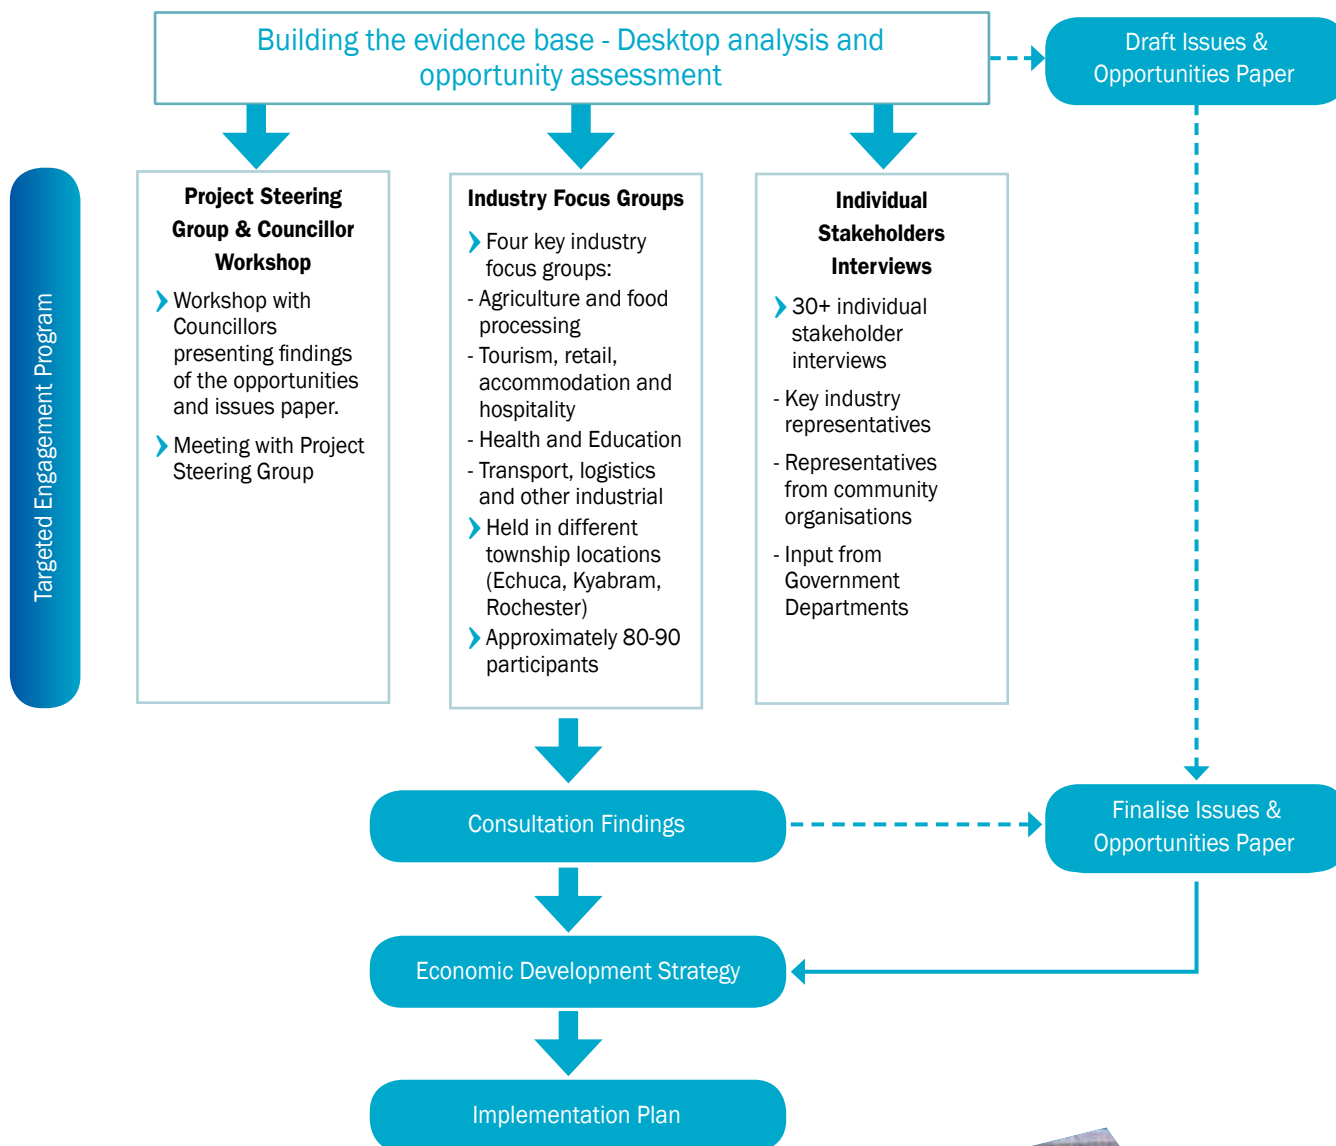 Building the evidence base - Desktop analysis and
opportunity assessment
Draft Issues &
Opportunities Paper
Targeted Engagement Program
Project Steering
Group & Councillor
Workshop
Workshop with
Councillors
presenting findings
of the opportunities
and issues paper.
Meeting with Project
Steering Group
Industry Focus Groups
Four key industry
focus groups:
- Agriculture and food
processing
- Tourism, retail,
accommodation and
hospitality
- Health and Education
- Transport, logistics
and other industrial
Held in different
township locations
(Echuca, Kyabram,
Rochester)
Approximately 80-90
participants
Individual
Stakeholders
Interviews
30+ individual
stakeholder
interviews
- Key industry
representatives
- Representatives
from community
organisations
- Input from
Government
Departments
Consultation Findings
Finalise Issues &
Opportunities Paper
Economic Development Strategy
Implementation Plan